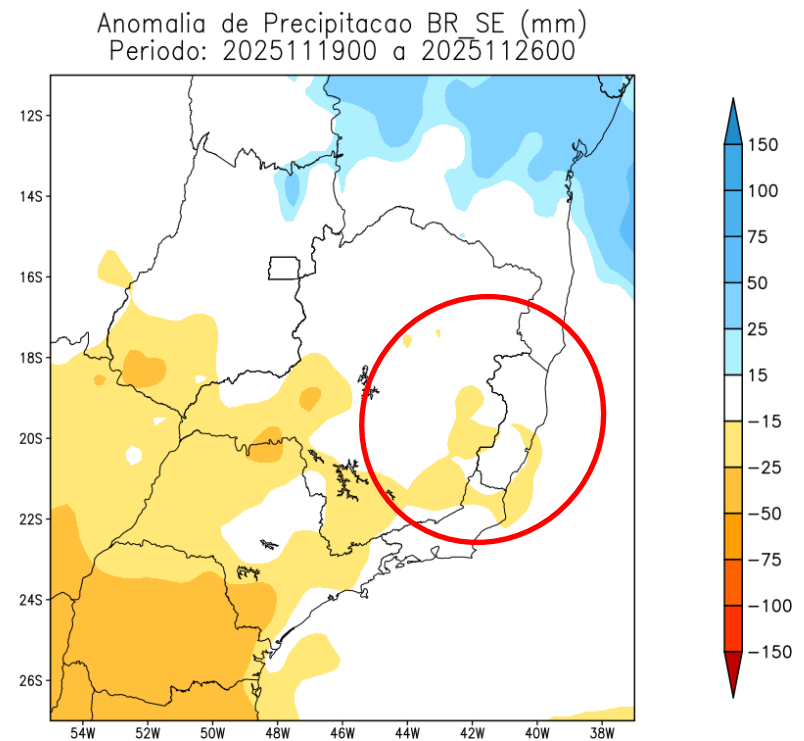 Anomalia de Precipitacao BR_SE (mm)
Periodo: 2025111900 a 2025112600
12S
14S
16S
18S
20S
22S
24S
26S
54W 52W 50W 48W 46W 44W 42W 40W 38W
150
100
75
50
25
15
-15
-25
-50
-75
-100
-150